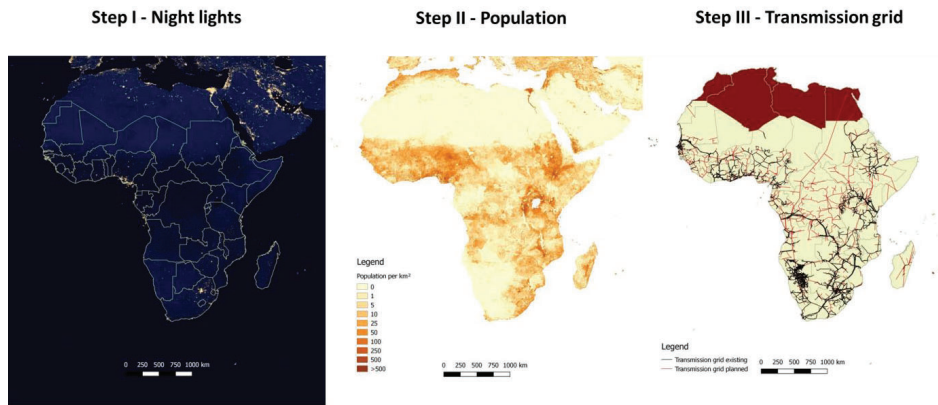 Step I - Night lights
Step II - Population
Step III - Transmission grid
0 250 500 750 1000 km
Legend
Population per km²
0
1
5
10
25
50
100
250
500
>500
0 250 500 750 1000 km
Legend
Transmission grid existing
Transmission grid planned
0 250 500 750 1000 km